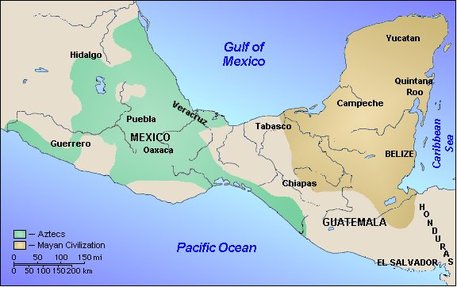 Yucatan
Hidalgo
Gulf of
Mexico
Quintana
Roo
Campeche
Veracruz
Puebla
Tabasco
Caribbean
Sea
MEXICO
Guerrero
Oaxaca
BELIZE
Chiapas
GUATEMALA
HONDURAS
– Aztecs
– Mayan Civilization
Pacific Ocean
0 50 100 150 mi
0 50 100 150 200 km
EL SALVADOR